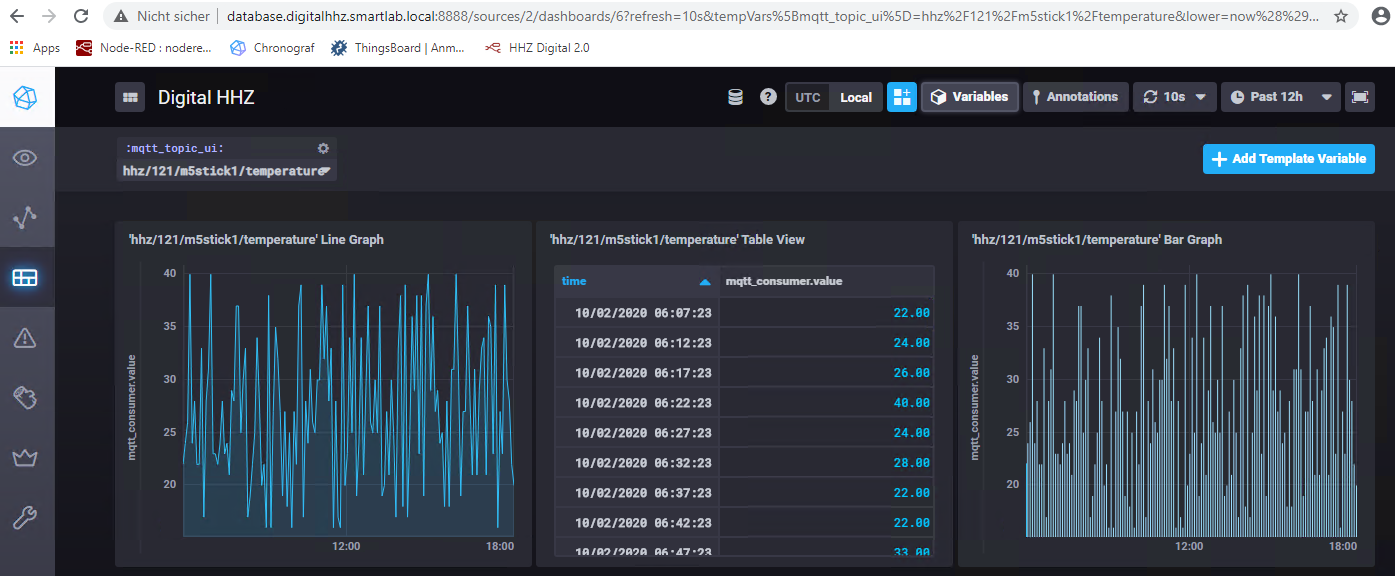 Nicht sicher
database.digitalhhz.smartlab.local:8888/sources/2/dashboards/6?refresh=10s&tempVars%5Bmqtt_topic_ui%5D=hhz%2F121%2Fm5stick1%2Ftemperature&lower=now%28%29...
Apps
Node-RED : nodere...
Chronograf
ThingsBoard | Anm...
HHZ Digital 2.0
Digital HHZ
?
UTC
Local
Variables
Annotations
10s
Past 12h
:mqtt_topic_ui:
hhz/121/m5stick1/temperature
Add Template Variable
'hhz/121/m5stick1/temperature' Line Graph
mqtt_consumer.value
40
35
30
25
20
12:00
18:00
'hhz/121/m5stick1/temperature' Table View
time mqtt_consumer.value
10/02/2020 06:07:23 22.00
10/02/2020 06:12:23 24.00
10/02/2020 06:17:23 26.00
10/02/2020 06:22:23 40.00
10/02/2020 06:27:23 24.00
10/02/2020 06:32:23 28.00
10/02/2020 06:37:23 22.00
10/02/2020 06:42:23 22.00
10/02/2020 06:47:23 33.00
'hhz/121/m5stick1/temperature' Bar Graph
mqtt_consumer.value
40
35
30
25
20
12:00
18:00